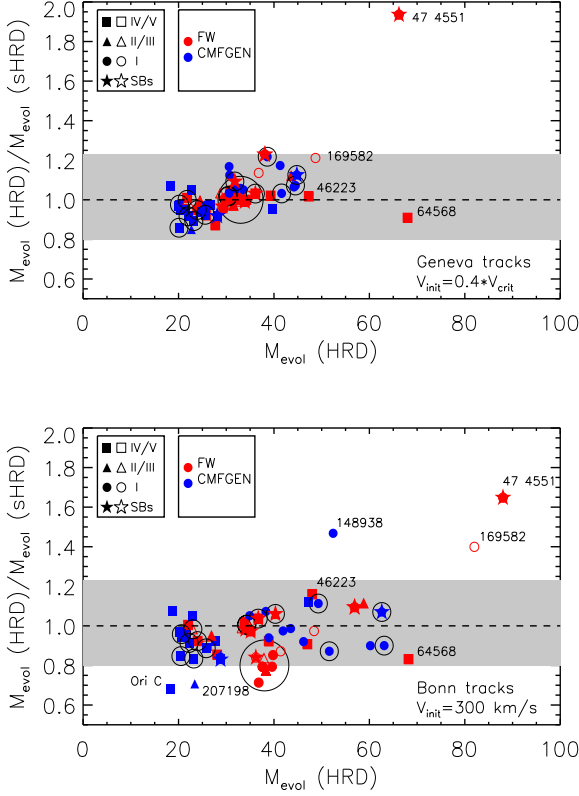 2.0
1.8
1.6
1.4
1.2
1.0
0.8
0.6
M_evol (HRD)/M_evol (sHRD)
IV/V
II/III
I
SBs
FW
CMFGEN
47 4551
169582
46223
64568
Geneva tracks
V_init=0.4*V_crit
0 20 40 60 80 100
M_evol (HRD)
2.0
1.8
1.6
1.4
1.2
1.0
0.8
0.6
M_evol (HRD)/M_evol (sHRD)
IV/V
II/III
I
SBs
FW
CMFGEN
47 4551
148938
169582
46223
64568
Ori C
207198
Bonn tracks
V_init=300 km/s
0 20 40 60 80 100
M_evol (HRD)